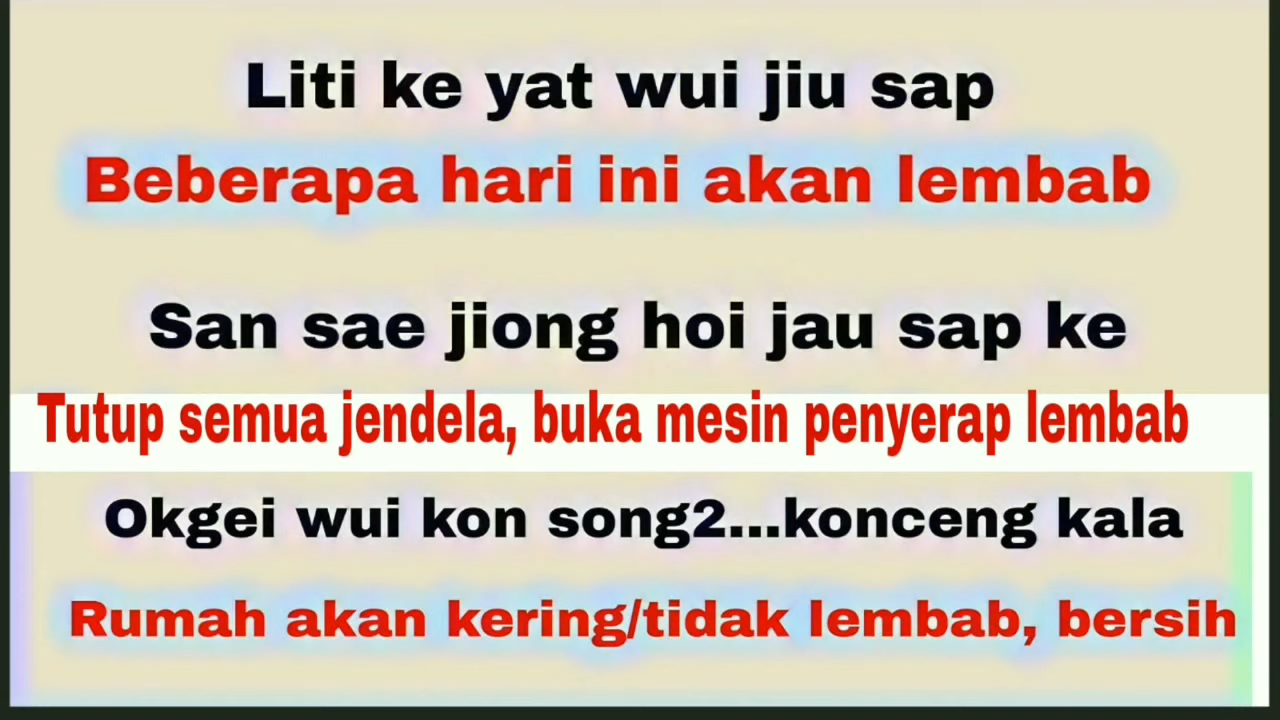 Liti ke yat wui jiu sap
Beberapa hari ini akan lembab
San sae jiong hoi jau sap ke
Tutup semua jendela, buka mesin penyerap lembab
Okgei wui kon song2...konceng kala
Rumah akan kering/tidak lembab, bersih